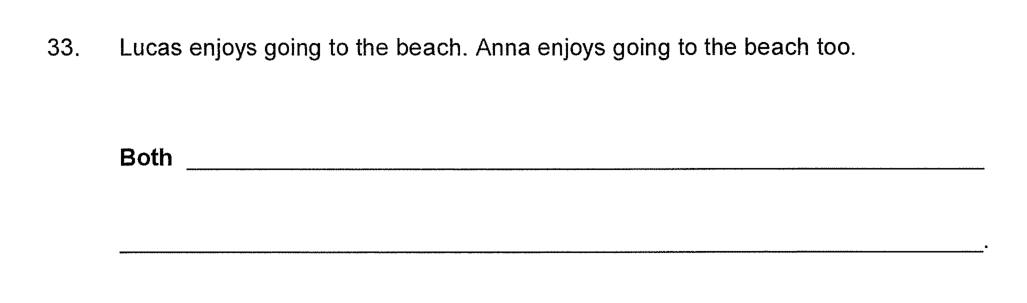 33. Lucas enjoys going to the beach. Anna enjoys going to the beach too.
Both
.